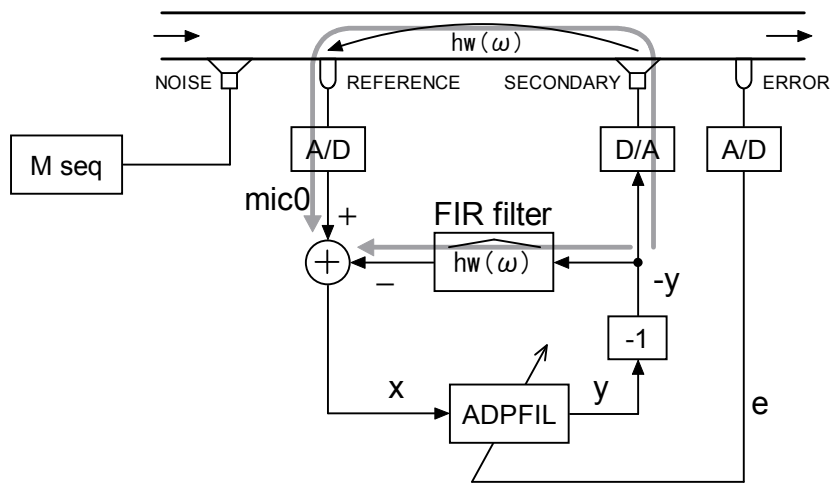 hw(ω)
NOISE
REFERENCE
SECONDARY
ERROR
M seq
A/D
D/A
A/D
mic0
+
FIR filter
+
hw(ω)
−
-y
-1
x
ADPFIL
y
e